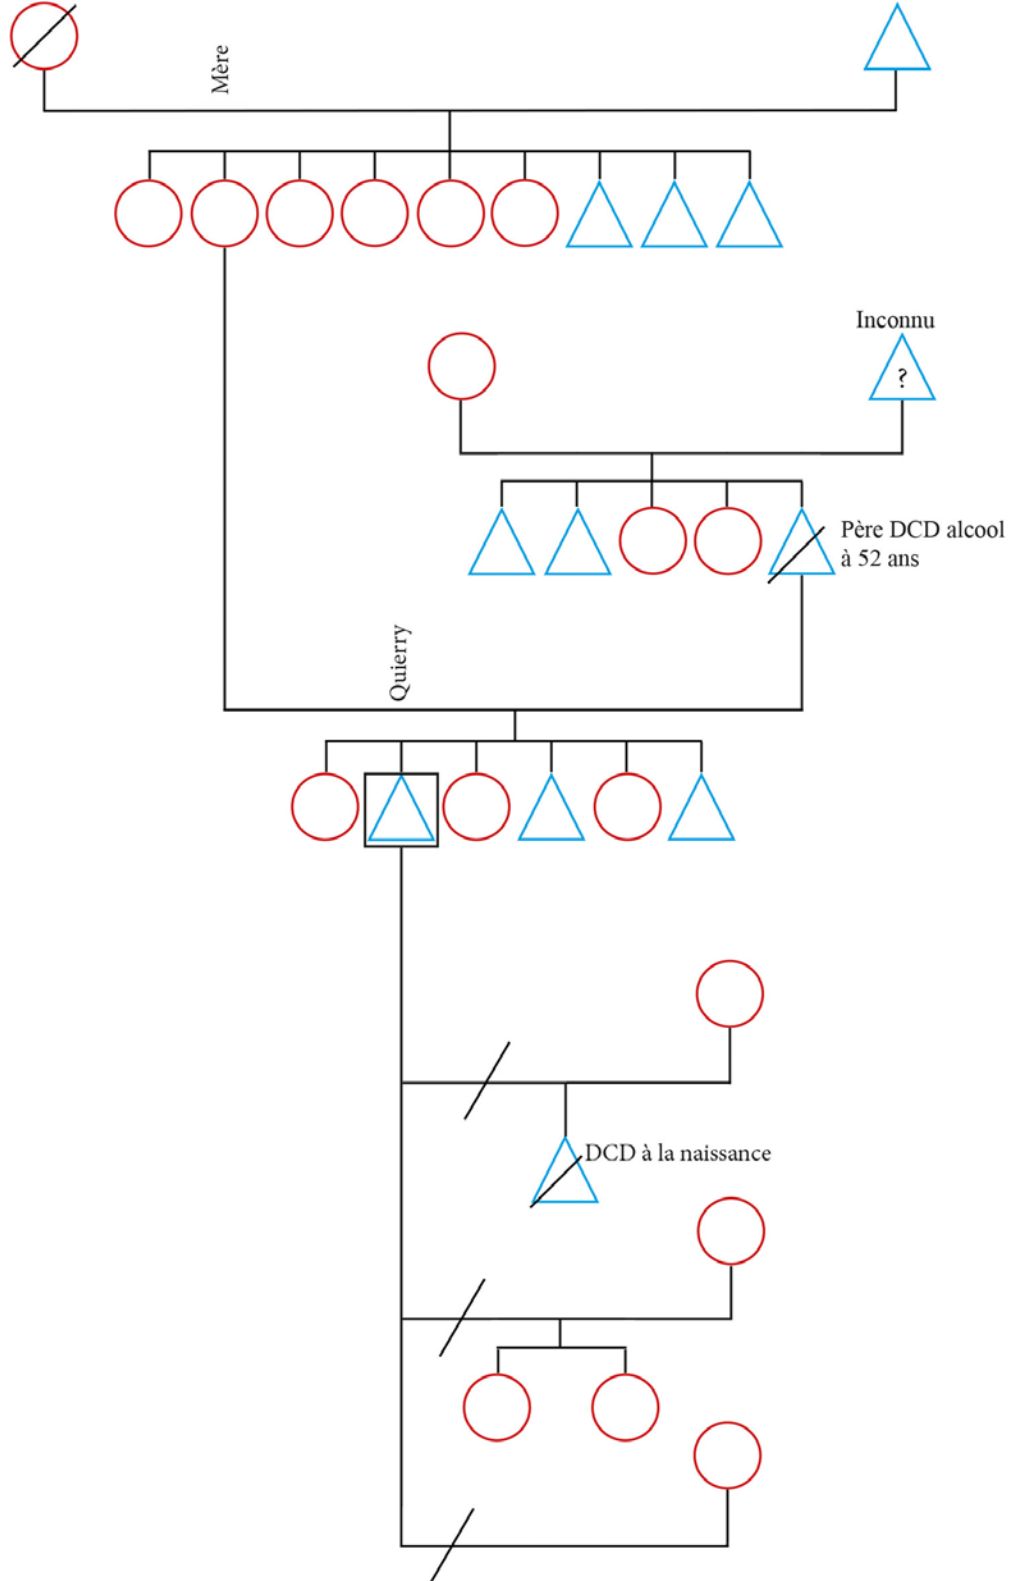 Mère
Inconnu
?
Père DCD alcool
à 52 ans
Quierry
DCD à la naissance